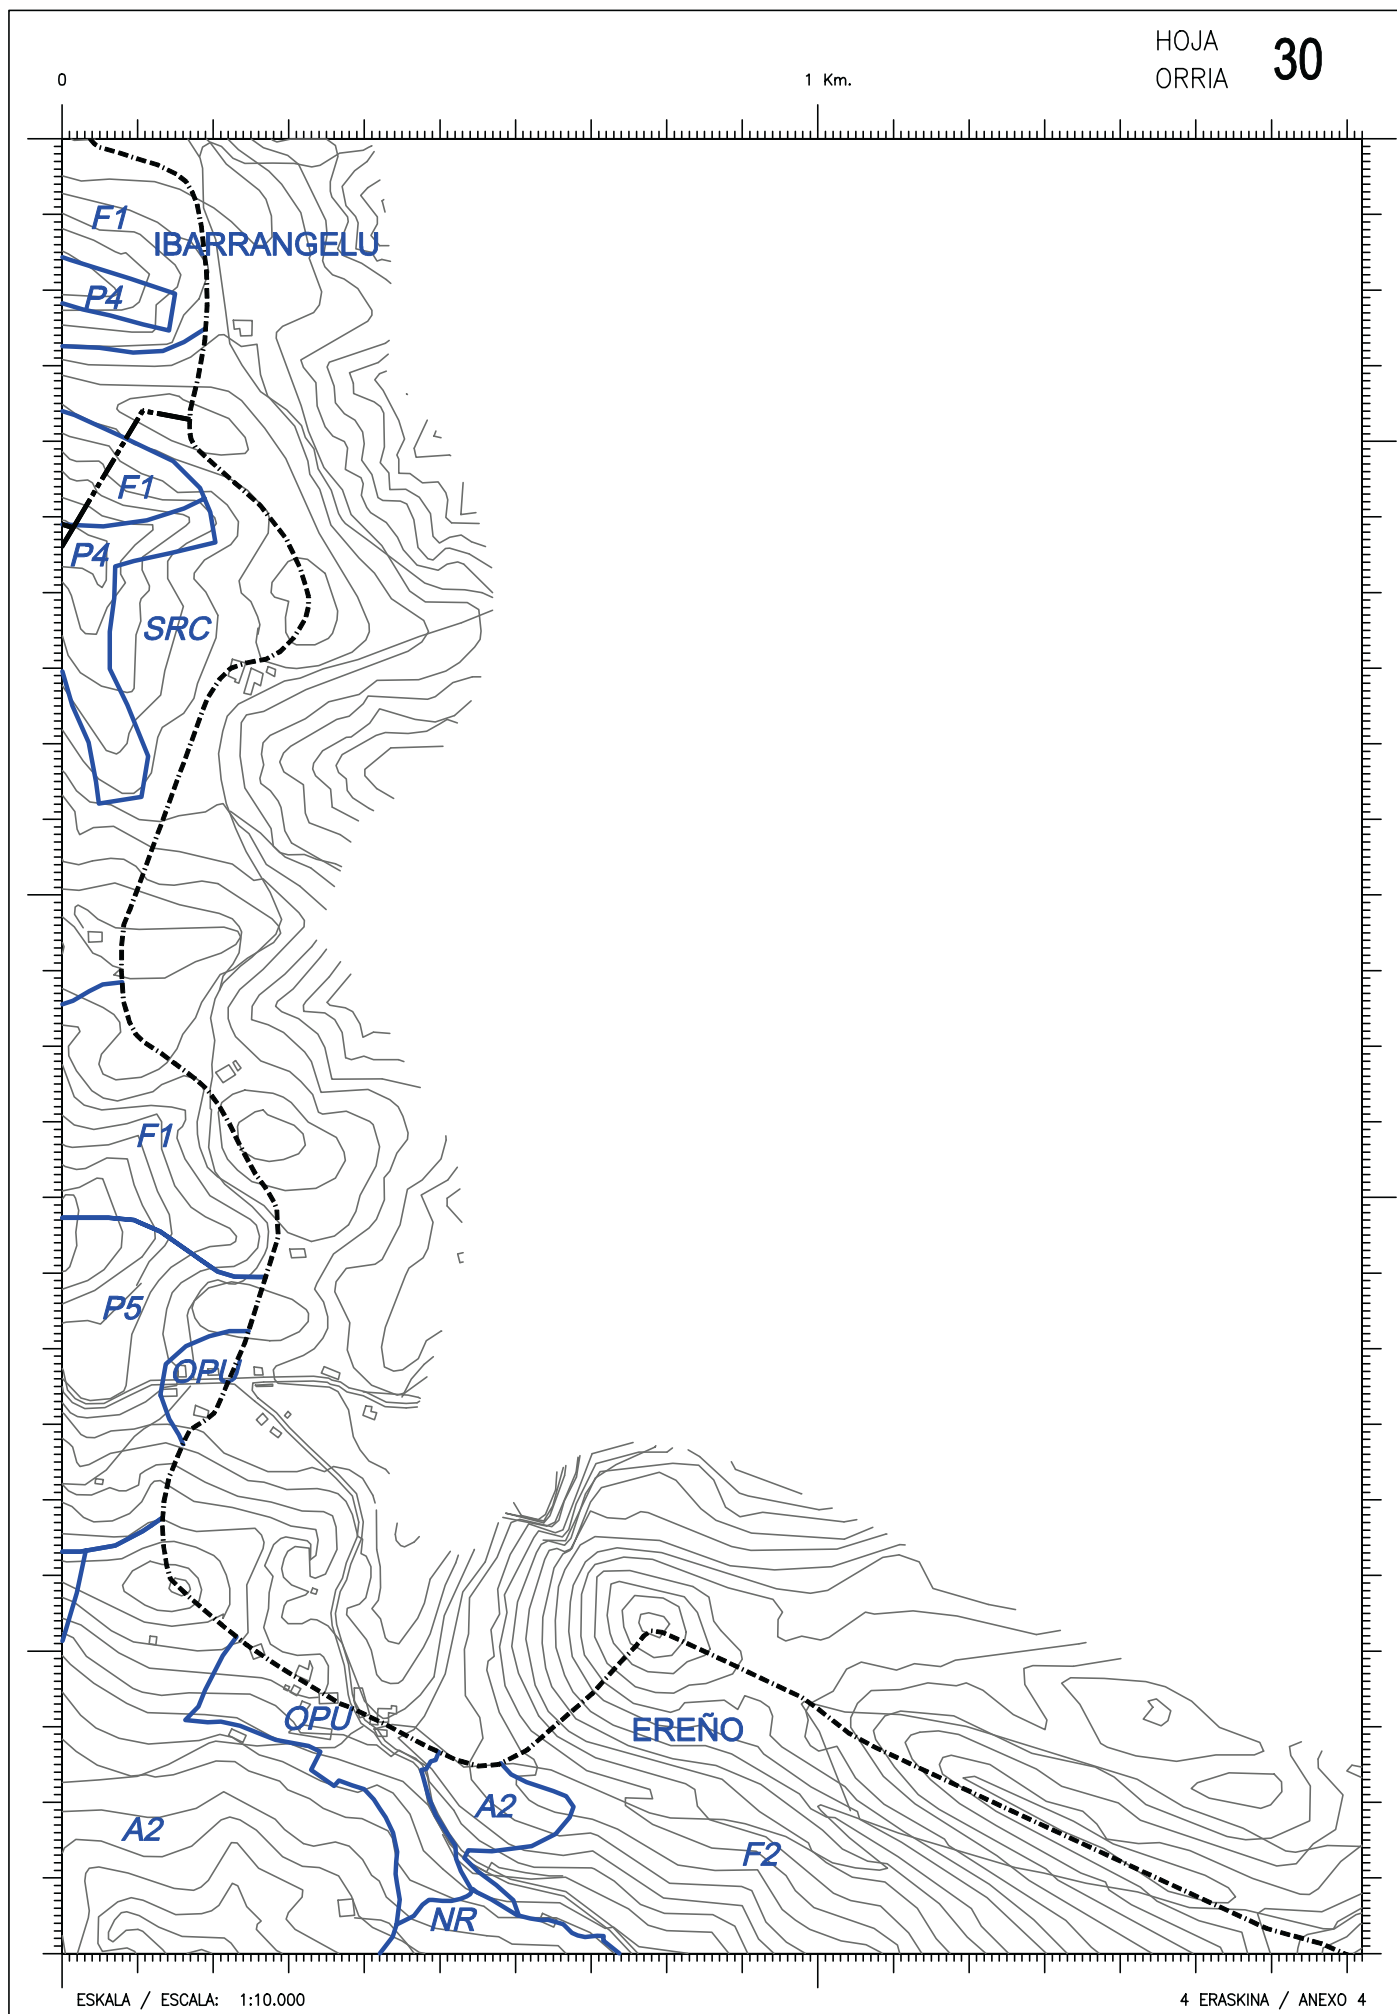 HOJA
ORRIA
30
0
1 Km.
F1
IBARRANGELU
P4
F1
P4
SRC
F1
P5
OPU
OPU
EREÑO
A2
A2
F2
NR
ESKALA / ESCALA: 1:10.000
4 ERASKINA / ANEXO 4